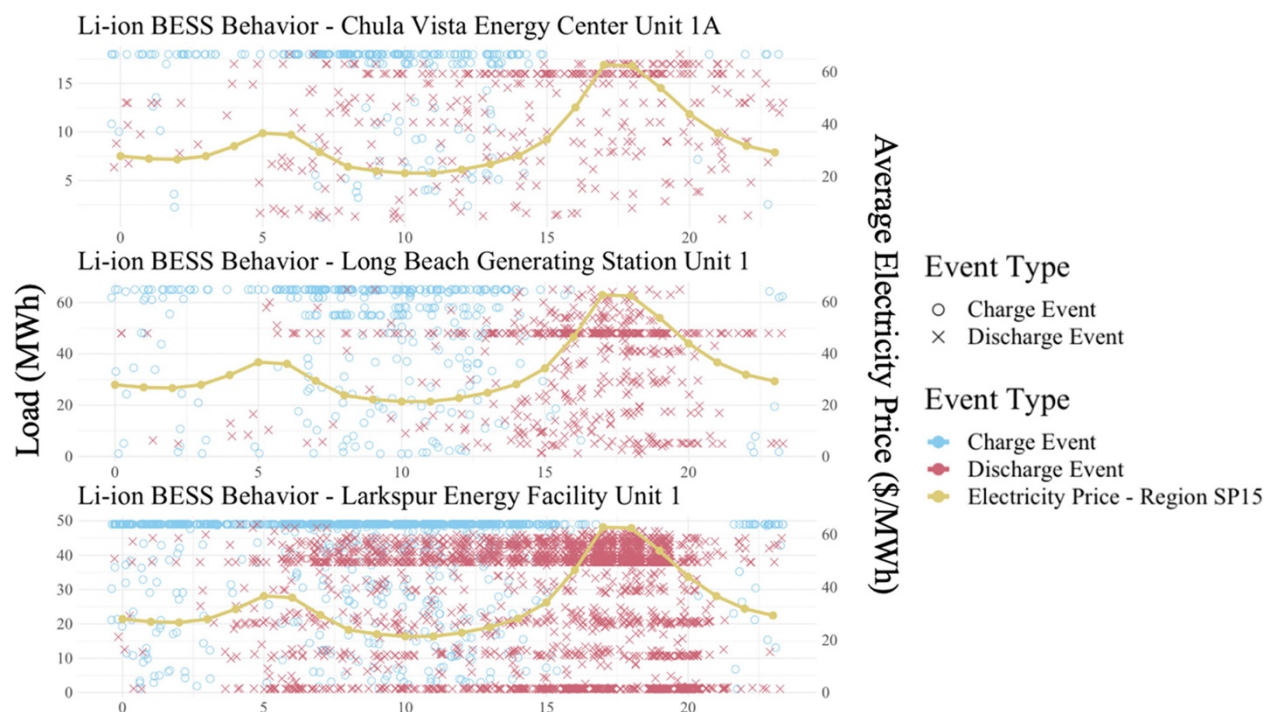 Li-ion BESS Behavior - Chula Vista Energy Center Unit 1A
15
10
5
60
40
20
0 5 10 15 20
Li-ion BESS Behavior - Long Beach Generating Station Unit 1
60
40
20
0
60
40
20
0
0 5 10 15 20
Li-ion BESS Behavior - Larkspur Energy Facility Unit 1
50
40
30
20
10
0
60
40
20
0
0 5 10 15 20
Load (MWh)
Average Electricity Price ($/MWh)
Event Type
Charge Event
Discharge Event
Event Type
Charge Event
Discharge Event
Electricity Price - Region SP15